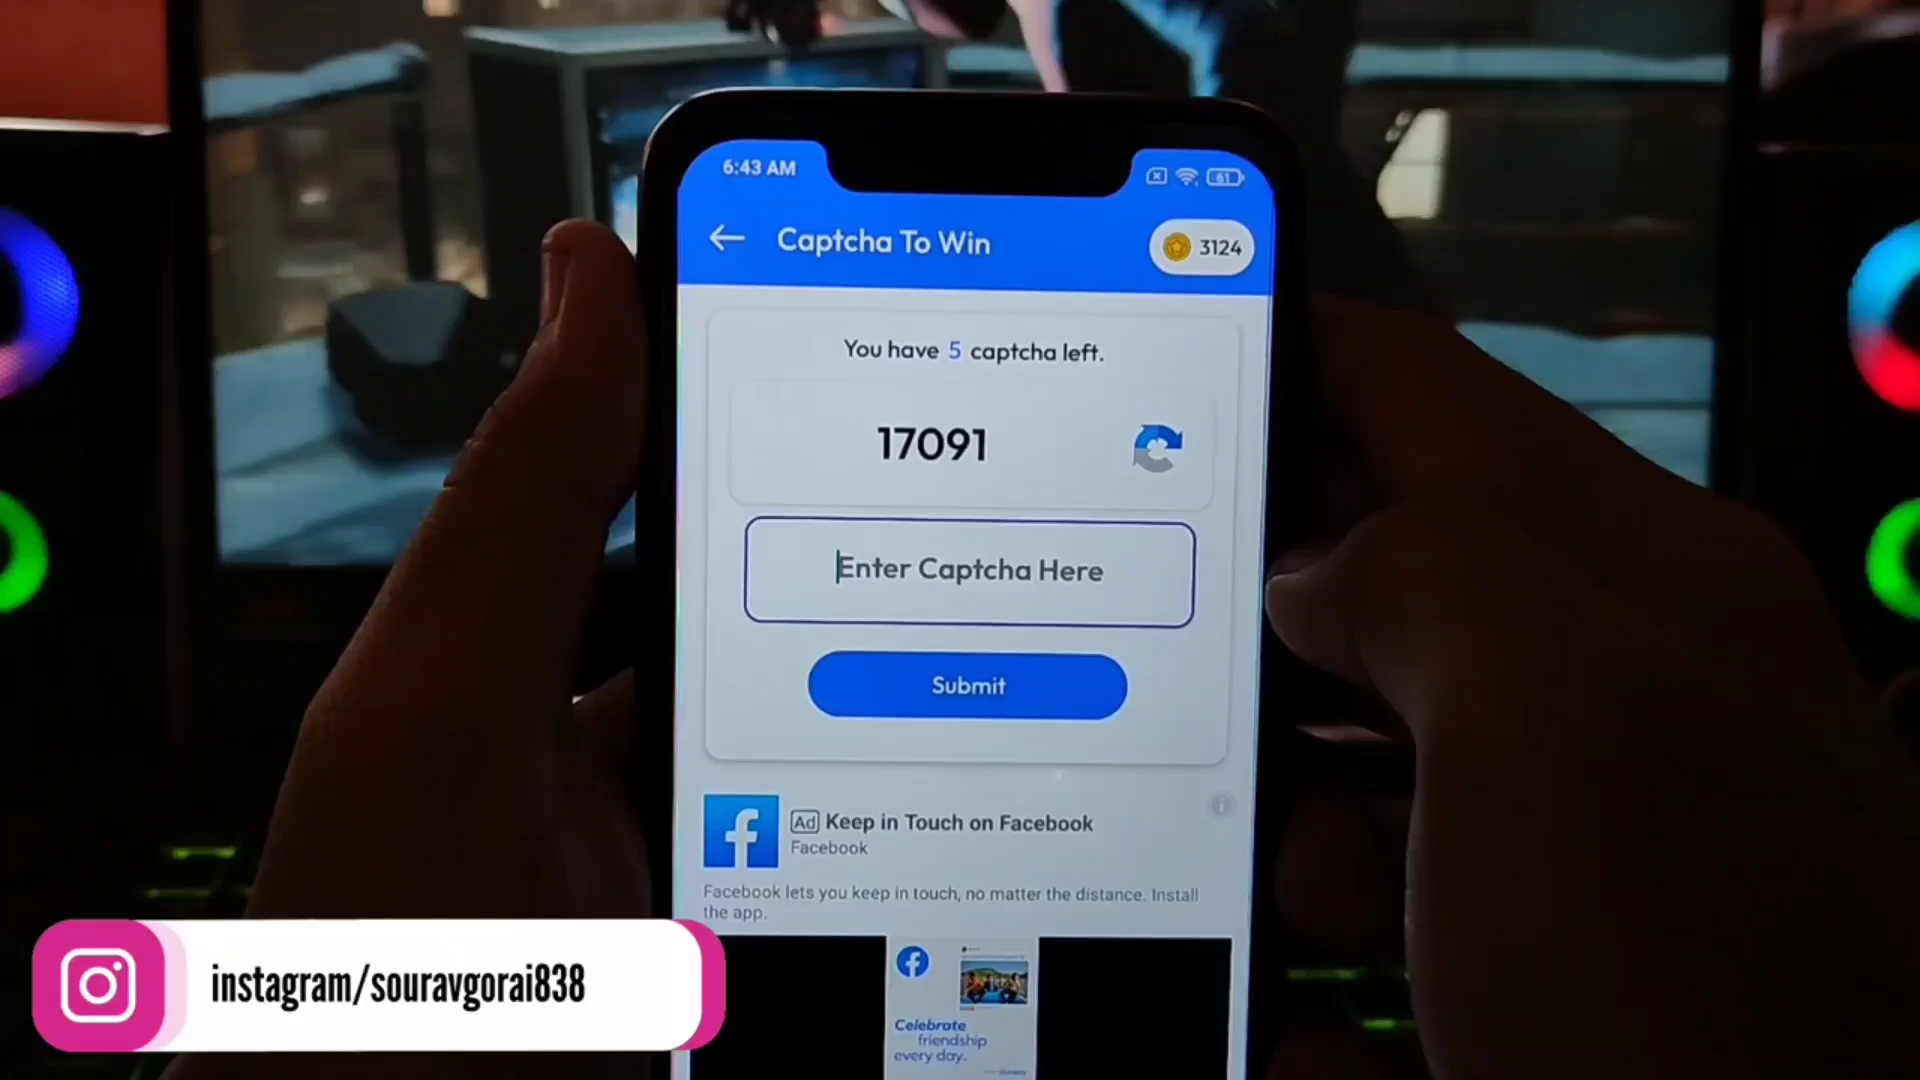 6:43 AM
61
Captcha To Win
3124
You have 5 captcha left.
17091
Enter Captcha Here
Submit
Ad Keep in Touch on Facebook
Facebook
Facebook lets you keep in touch, no matter the distance. Install
the app.
Celebrate
friendship
every day.
instagram/souravgorai838